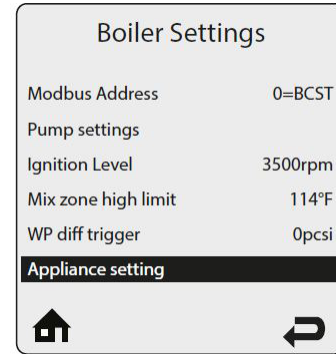 Boiler Settings
Modbus Address 0=BCST
Pump settings
Ignition Level 3500rpm
Mix zone high limit 114°F
WP diff trigger 0pcsi
Appliance setting